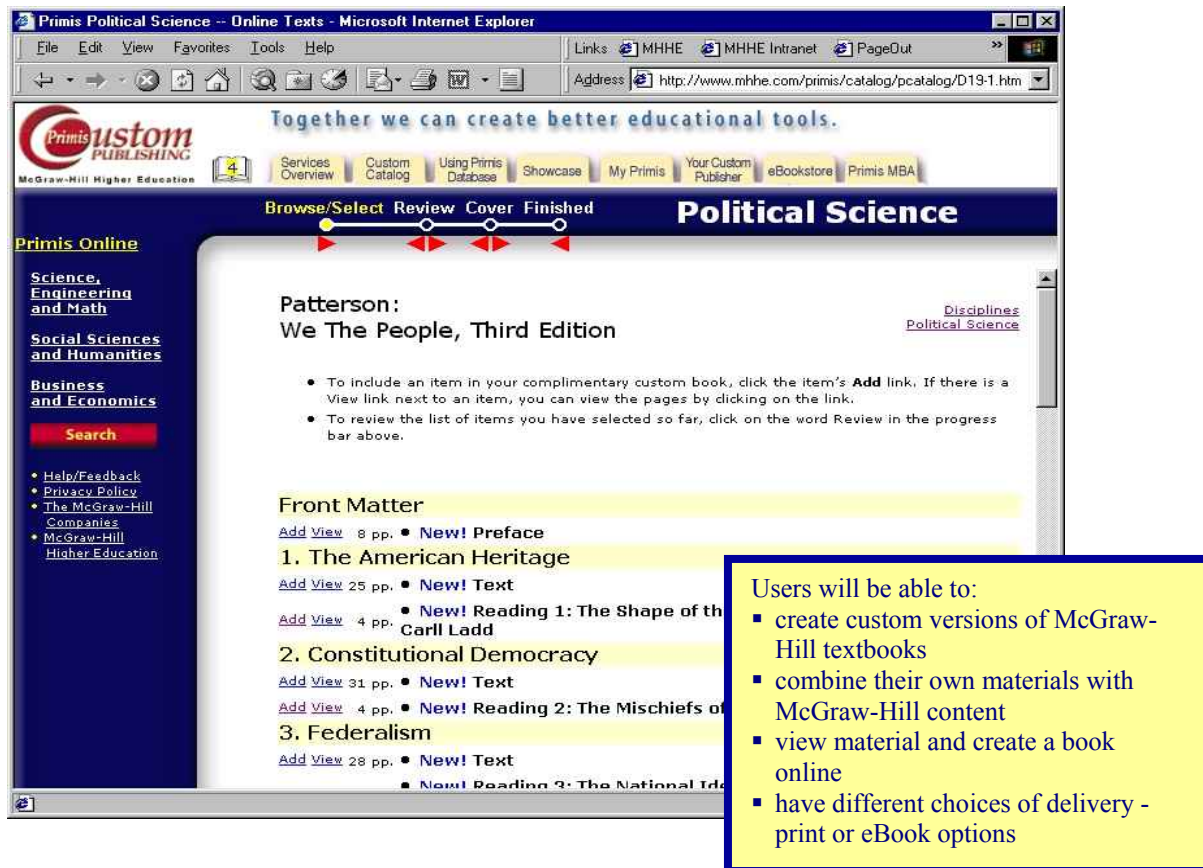 Primis Political Science -- Online Texts - Microsoft Internet Explorer
File Edit View Favorites Tools Help
Links MHHE MHHE Intranet PageOut »
Address http://www.mhhe.com/primis/catalog/pcatalog/D19-1.htm
Primis Custom
PUBLISHING
McGraw-Hill Higher Education
Together we can create better educational tools.
4
Services Overview
Custom Catalog
Using Primis Database
Showcase
My Primis
Your Custom Publisher
eBookstore
Primis MBA
Browse/Select Review Cover Finished
Political Science
Primis Online
Science,
Engineering
and Math
Social Sciences
and Humanities
Business
and Economics
Search
• Help/Feedback
• Privacy Policy
• The McGraw-Hill
Companies
• McGraw-Hill
Higher Education
Patterson:
We The People, Third Edition
Disciplines
Political Science
• To include an item in your complimentary custom book, click the item's Add link. If there is a
View link next to an item, you can view the pages by clicking on the link.
• To review the list of items you have selected so far, click on the word Review in the progress
bar above.
Front Matter
Add View 8 pp. • New! Preface
1. The American Heritage
Add View 25 pp. • New! Text
Add View 4 pp. • New! Reading 1: The Shape of th
Carll Ladd
2. Constitutional Democracy
Add View 31 pp. • New! Text
Add View 4 pp. • New! Reading 2: The Mischiefs of
3. Federalism
Add View 28 pp. • New! Text
• New! Reading 3: The National Ide
Users will be able to:
▪ create custom versions of McGraw-
Hill textbooks
▪ combine their own materials with
McGraw-Hill content
▪ view material and create a book
online
▪ have different choices of delivery -
print or eBook options